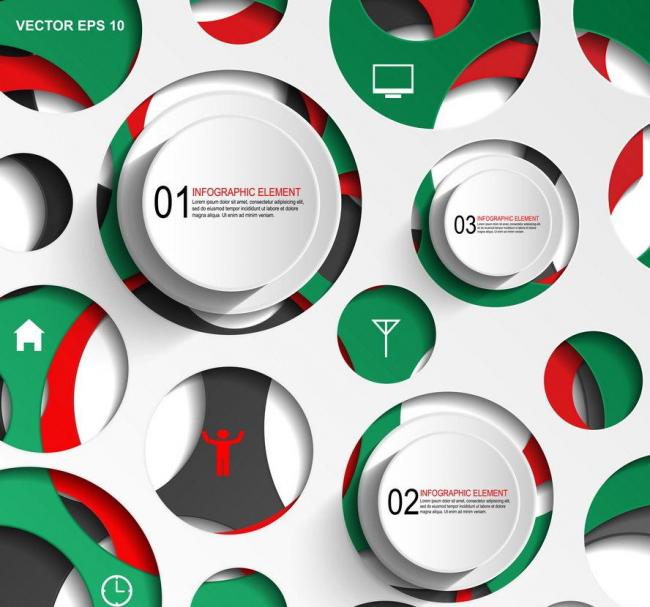 VECTOR EPS 10
01 INFOGRAPHIC ELEMENT
Lorem ipsum dolor sit amet, consectetur adipisicing elit,
sed do eiusmod tempor incididunt ut labore et dolore
magna aliqua. Ut enim ad minim veniam.
03 INFOGRAPHIC ELEMENT
Lorem ipsum dolor sit amet, consectetur adipisicing elit,
sed do eiusmod tempor incididunt ut labore et dolore
magna aliqua. Ut enim ad minim veniam.
02 INFOGRAPHIC ELEMENT
Lorem ipsum dolor sit amet, consectetur adipisicing elit,
sed do eiusmod tempor incididunt ut labore et dolore
magna aliqua. Ut enim ad minim veniam.